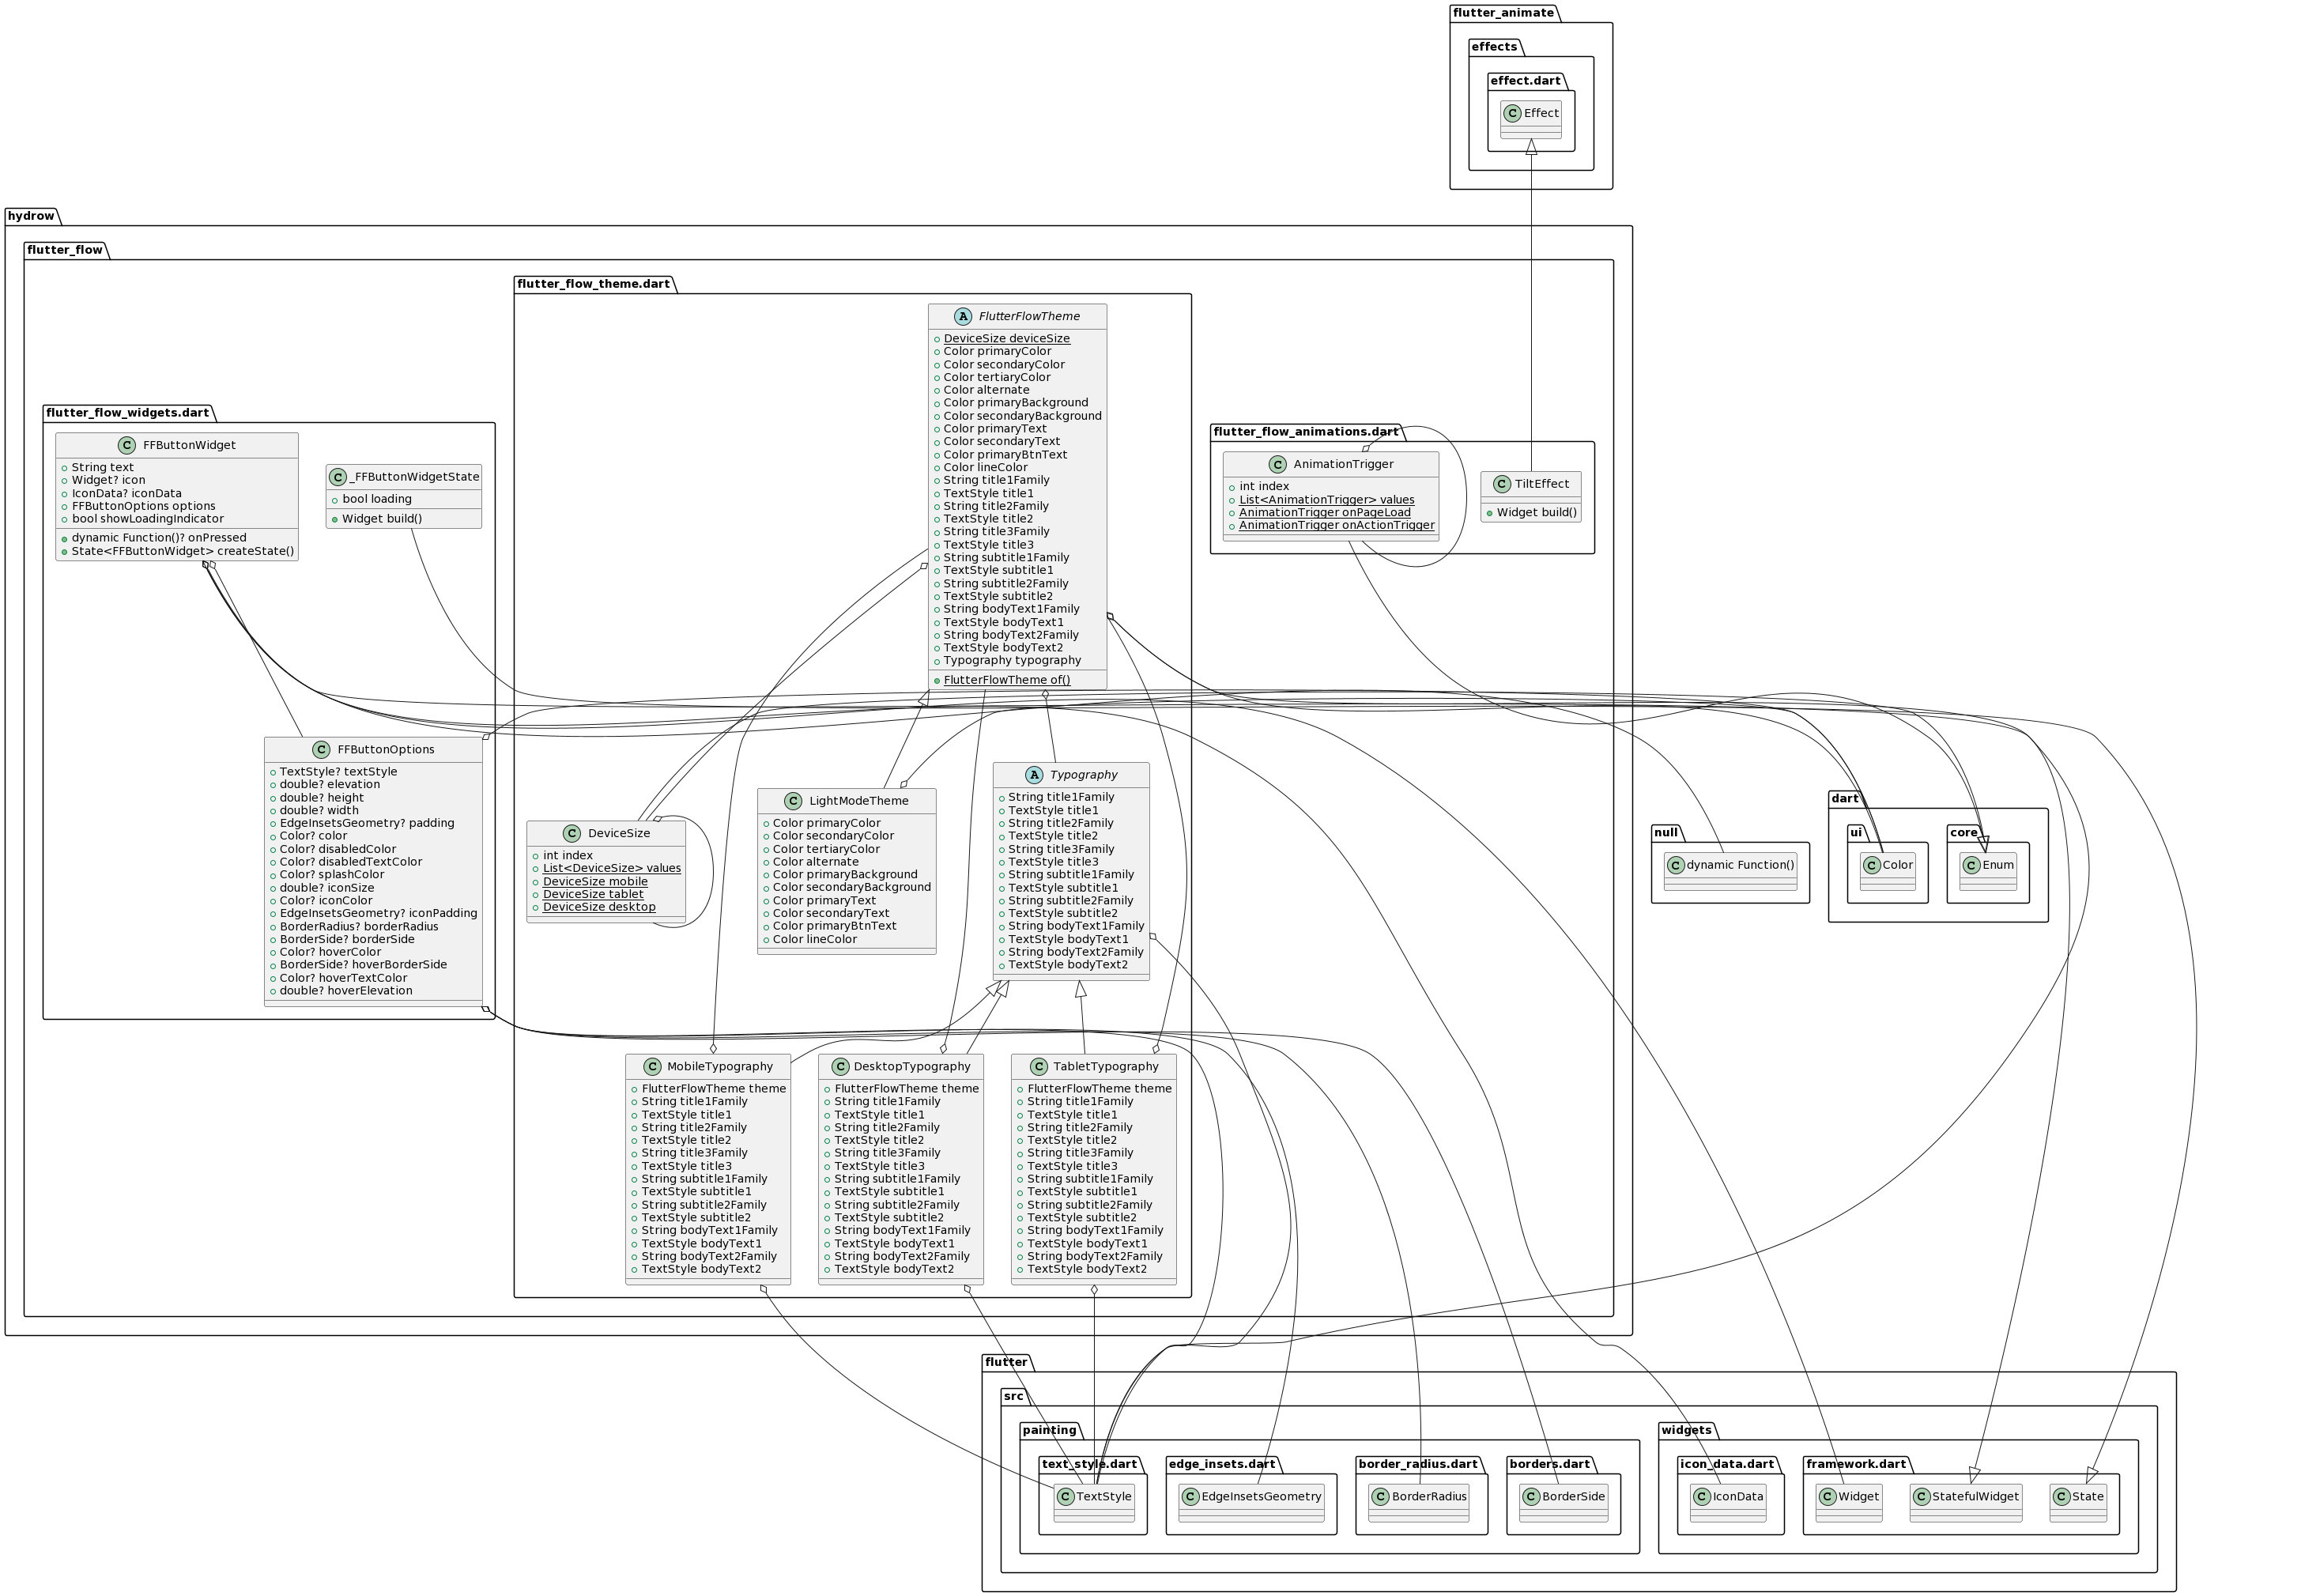 flutter_animate
effects
effect.dart
C Effect
hydrow
flutter_flow
flutter_flow_theme.dart
A FlutterFlowTheme
DeviceSize deviceSize
Color primaryColor
Color secondaryColor
Color tertiaryColor
Color alternate
Color primaryBackground
Color secondaryBackground
Color primaryText
Color secondaryText
Color primaryBtnText
Color lineColor
String title1Family
TextStyle title1
String title2Family
TextStyle title2
String title3Family
TextStyle title3
String subtitle1Family
TextStyle subtitle1
String subtitle2Family
TextStyle subtitle2
String bodyText1Family
TextStyle bodyText1
String bodyText2Family
TextStyle bodyText2
Typography typography
FlutterFlowTheme of()
flutter_flow_widgets.dart
C FFButtonWidget
String text
Widget? icon
IconData? iconData
FFButtonOptions options
bool showLoadingIndicator
dynamic Function()? onPressed
State<FFButtonWidget> createState()
C _FFButtonWidgetState
bool loading
Widget build()
flutter_flow_animations.dart
C AnimationTrigger
int index
List<AnimationTrigger> values
AnimationTrigger onPageLoad
AnimationTrigger onActionTrigger
C TiltEffect
Widget build()
C FFButtonOptions
TextStyle? textStyle
double? elevation
double? height
double? width
EdgeInsetsGeometry? padding
Color? color
Color? disabledColor
Color? disabledTextColor
Color? splashColor
double? iconSize
Color? iconColor
EdgeInsetsGeometry? iconPadding
BorderRadius? borderRadius
BorderSide? borderSide
Color? hoverColor
BorderSide? hoverBorderSide
Color? hoverTextColor
double? hoverElevation
C DeviceSize
int index
List<DeviceSize> values
DeviceSize mobile
DeviceSize tablet
DeviceSize desktop
C LightModeTheme
Color primaryColor
Color secondaryColor
Color tertiaryColor
Color alternate
Color primaryBackground
Color secondaryBackground
Color primaryText
Color secondaryText
Color primaryBtnText
Color lineColor
A Typography
String title1Family
TextStyle title1
String title2Family
TextStyle title2
String title3Family
TextStyle title3
String subtitle1Family
TextStyle subtitle1
String subtitle2Family
TextStyle subtitle2
String bodyText1Family
TextStyle bodyText1
String bodyText2Family
TextStyle bodyText2
null
C dynamic Function()
dart
ui
C Color
core
C Enum
C MobileTypography
FlutterFlowTheme theme
String title1Family
TextStyle title1
String title2Family
TextStyle title2
String title3Family
TextStyle title3
String subtitle1Family
TextStyle subtitle1
String subtitle2Family
TextStyle subtitle2
String bodyText1Family
TextStyle bodyText1
String bodyText2Family
TextStyle bodyText2
C DesktopTypography
FlutterFlowTheme theme
String title1Family
TextStyle title1
String title2Family
TextStyle title2
String title3Family
TextStyle title3
String subtitle1Family
TextStyle subtitle1
String subtitle2Family
TextStyle subtitle2
String bodyText1Family
TextStyle bodyText1
String bodyText2Family
TextStyle bodyText2
C TabletTypography
FlutterFlowTheme theme
String title1Family
TextStyle title1
String title2Family
TextStyle title2
String title3Family
TextStyle title3
String subtitle1Family
TextStyle subtitle1
String subtitle2Family
TextStyle subtitle2
String bodyText1Family
TextStyle bodyText1
String bodyText2Family
TextStyle bodyText2
flutter
src
painting
text_style.dart
C TextStyle
edge_insets.dart
C EdgeInsetsGeometry
border_radius.dart
C BorderRadius
borders.dart
C BorderSide
widgets
icon_data.dart
C IconData
framework.dart
C Widget
C StatefulWidget
C State